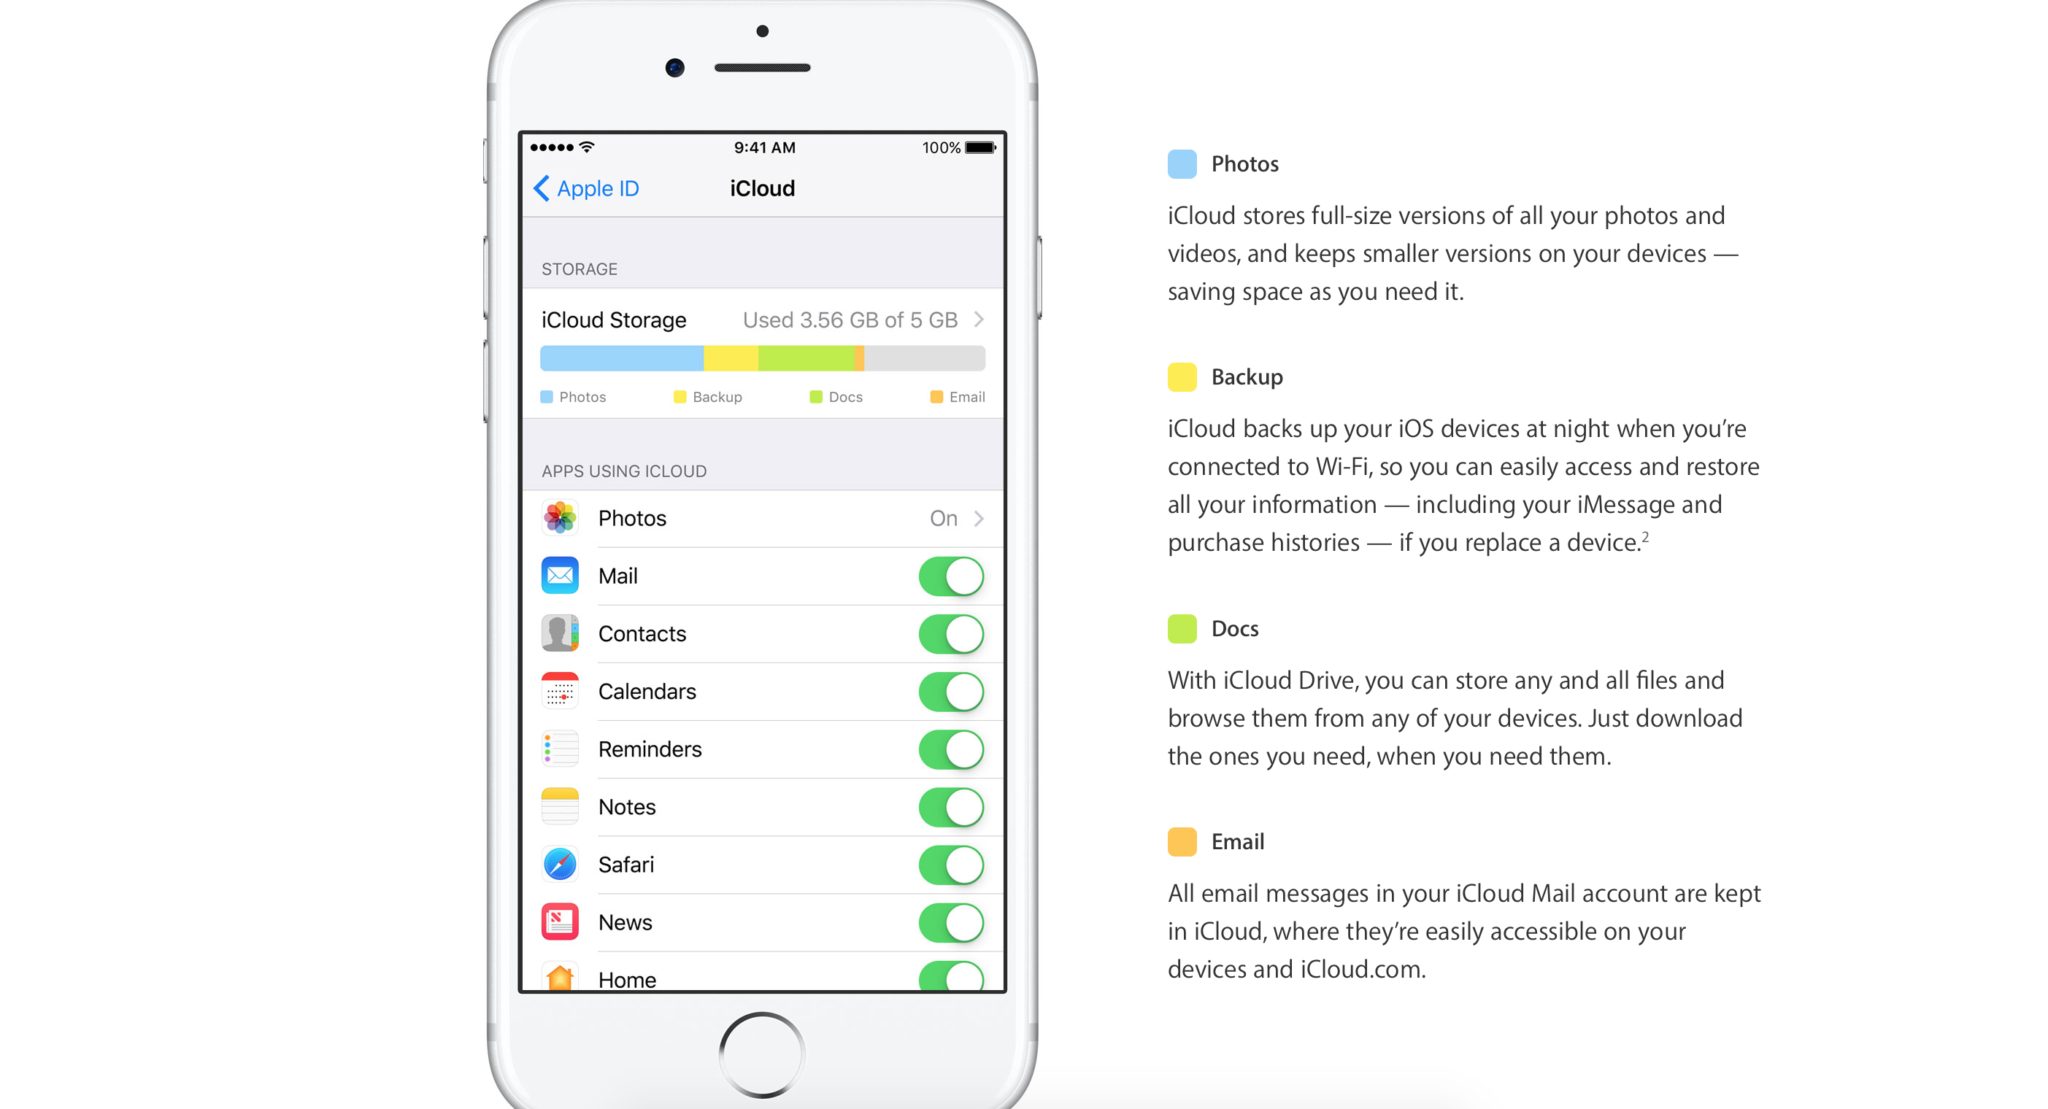 9:41 AM
100%
Apple ID
iCloud
STORAGE
iCloud Storage
Used 3.56 GB of 5 GB
Photos
Backup
Docs
Email
APPS USING ICLOUD
Photos
On
Mail
Contacts
Calendars
Reminders
Notes
Safari
News
Home
Photos
iCloud stores full-size versions of all your photos and
videos, and keeps smaller versions on your devices —
saving space as you need it.
Backup
iCloud backs up your iOS devices at night when you’re
connected to Wi-Fi, so you can easily access and restore
all your information — including your iMessage and
purchase histories — if you replace a device.²
Docs
With iCloud Drive, you can store any and all files and
browse them from any of your devices. Just download
the ones you need, when you need them.
Email
All email messages in your iCloud Mail account are kept
in iCloud, where they’re easily accessible on your
devices and iCloud.com.